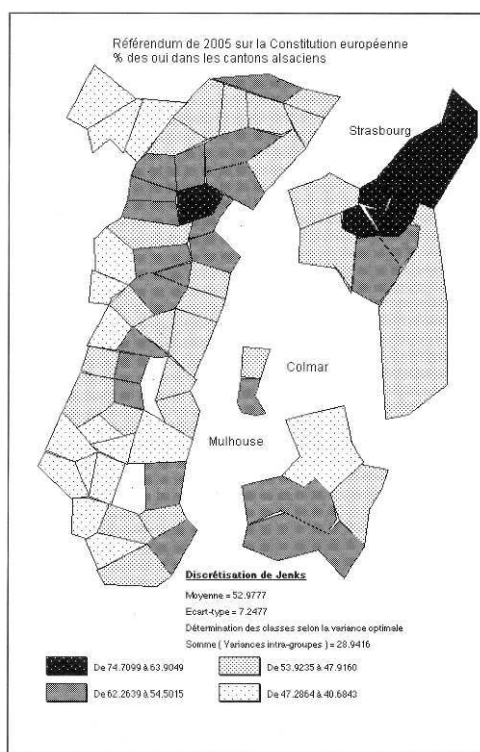 Référendum de 2005 sur la Constitution européenne
% des oui dans les cantons alsaciens
Strasbourg
Colmar
Mulhouse
Discrétisation de Jenks
Moyenne = 52.9777
Ecart-type = 7.2477
Détermination des classes selon la variance optimale
Somme ( Variances intra-groupes ) = 28.9416
De 74.7099 à 63.9049
De 53.9235 à 47.9160
De 62.2639 à 54.5015
De 47.2864 à 40.6843